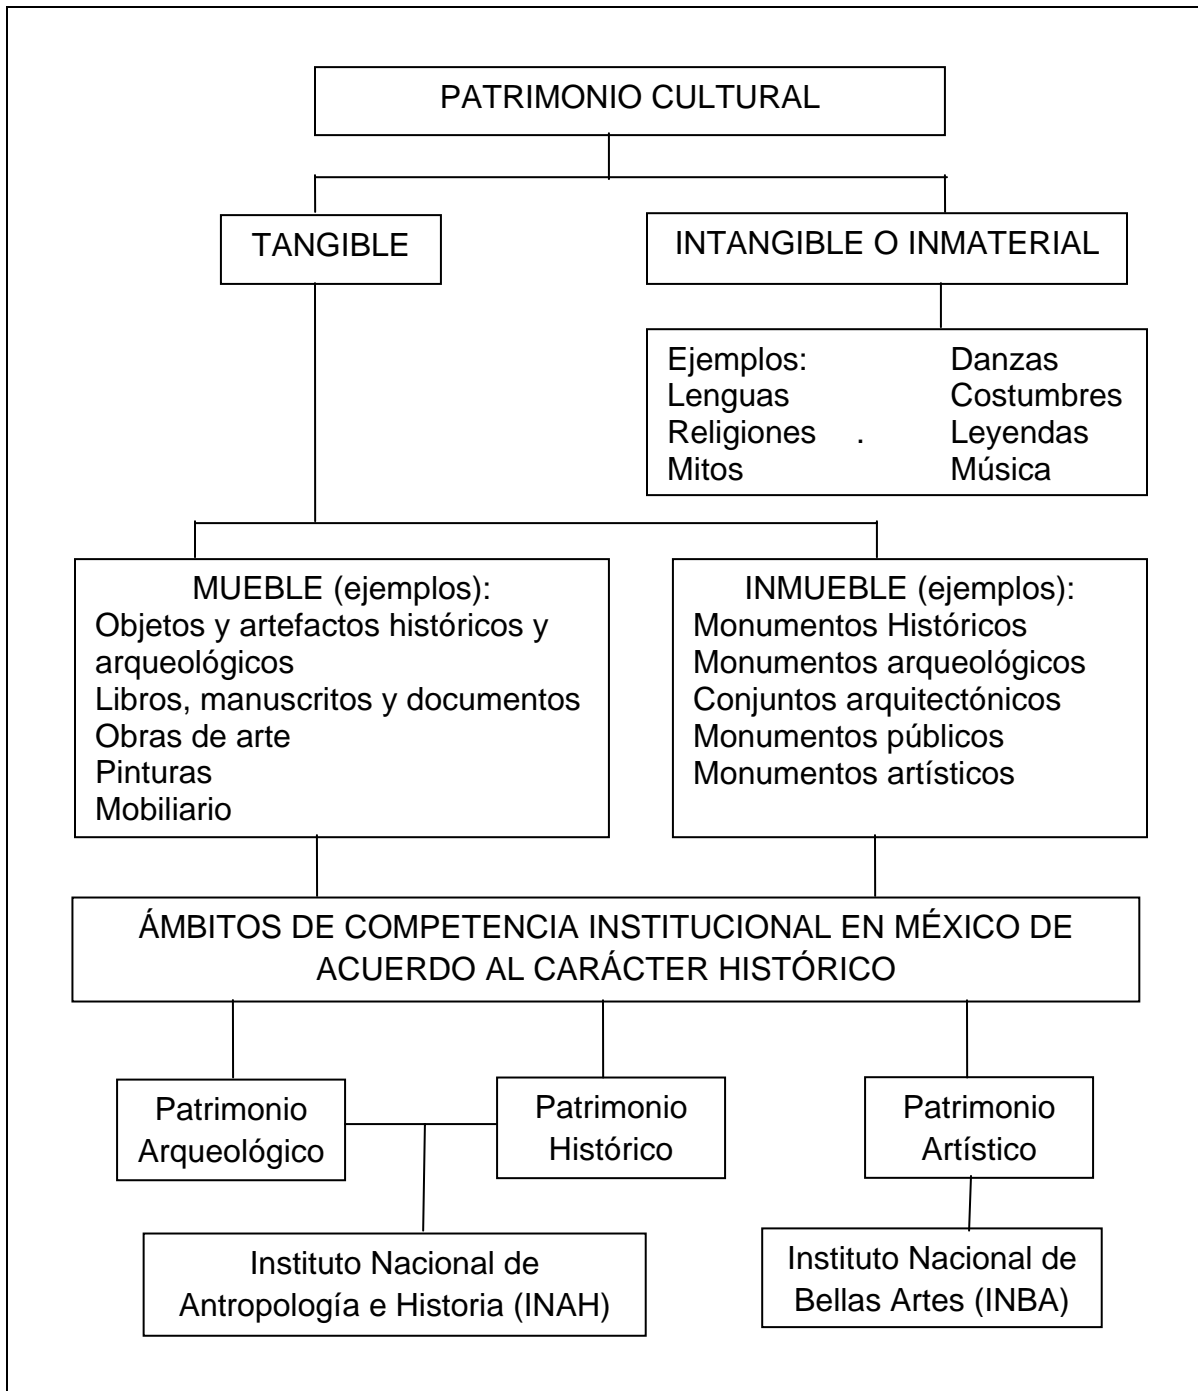 PATRIMONIO CULTURAL
TANGIBLE
INTANGIBLE O INMATERIAL
Ejemplos: Danzas
Lenguas Costumbres
Religiones . Leyendas
Mitos Música
MUEBLE (ejemplos):
Objetos y artefactos históricos y
arqueológicos
Libros, manuscritos y documentos
Obras de arte
Pinturas
Mobiliario
INMUEBLE (ejemplos):
Monumentos Históricos
Monumentos arqueológicos
Conjuntos arquitectónicos
Monumentos públicos
Monumentos artísticos
ÁMBITOS DE COMPETENCIA INSTITUCIONAL EN MÉXICO DE
ACUERDO AL CARÁCTER HISTÓRICO
Patrimonio
Arqueológico
Patrimonio
Histórico
Patrimonio
Artístico
Instituto Nacional de
Antropología e Historia (INAH)
Instituto Nacional de
Bellas Artes (INBA)